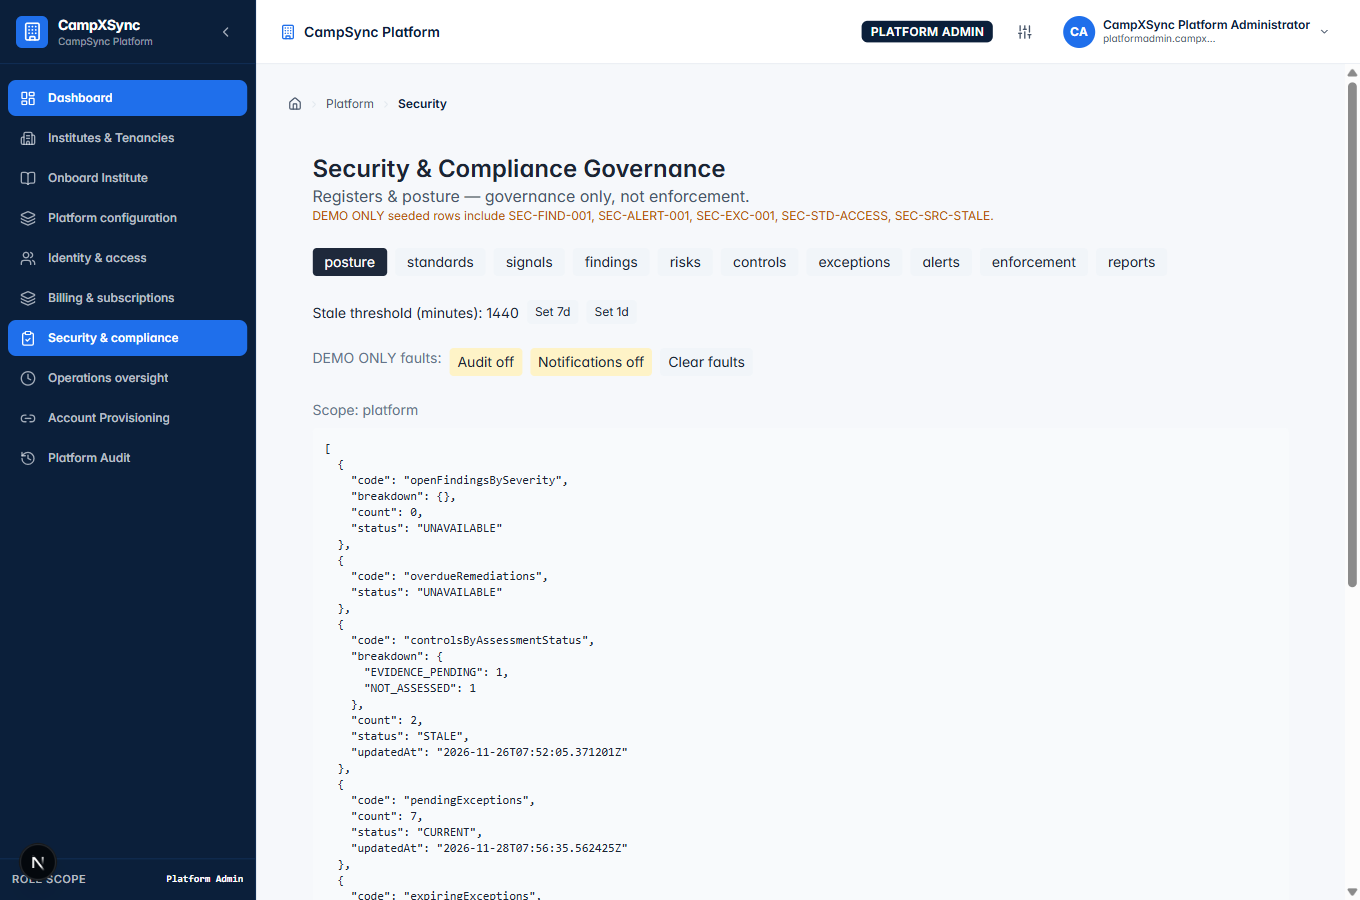 CampXSync
CampSync Platform
Dashboard
Institutes & Tenancies
Onboard Institute
Platform configuration
Identity & access
Billing & subscriptions
Security & compliance
Operations oversight
Account Provisioning
Platform Audit
N
ROLE SCOPE
Platform Admin
CampSync Platform
PLATFORM ADMIN
CA
CampXSync Platform Administrator
platformadmin.campx...
Platform
Security
Security & Compliance Governance
Registers & posture — governance only, not enforcement.
DEMO ONLY seeded rows include SEC-FIND-001, SEC-ALERT-001, SEC-EXC-001, SEC-STD-ACCESS, SEC-SRC-STALE.
posture standards signals findings risks controls exceptions alerts enforcement reports
Stale threshold (minutes): 1440 Set 7d Set 1d
DEMO ONLY faults: Audit off Notifications off Clear faults
Scope: platform
[
{
"code": "openFindingsBySeverity",
"breakdown": {},
"count": 0,
"status": "UNAVAILABLE"
},
{
"code": "overdueRemediations",
"status": "UNAVAILABLE"
},
{
"code": "controlsByAssessmentStatus",
"breakdown": {
"EVIDENCE_PENDING": 1,
"NOT_ASSESSED": 1
},
"count": 2,
"status": "STALE",
"updatedAt": "2026-11-26T07:52:05.371201Z"
},
{
"code": "pendingExceptions",
"count": 7,
"status": "CURRENT",
"updatedAt": "2026-11-28T07:56:35.562425Z"
},
{
"code": "expiringExceptions",